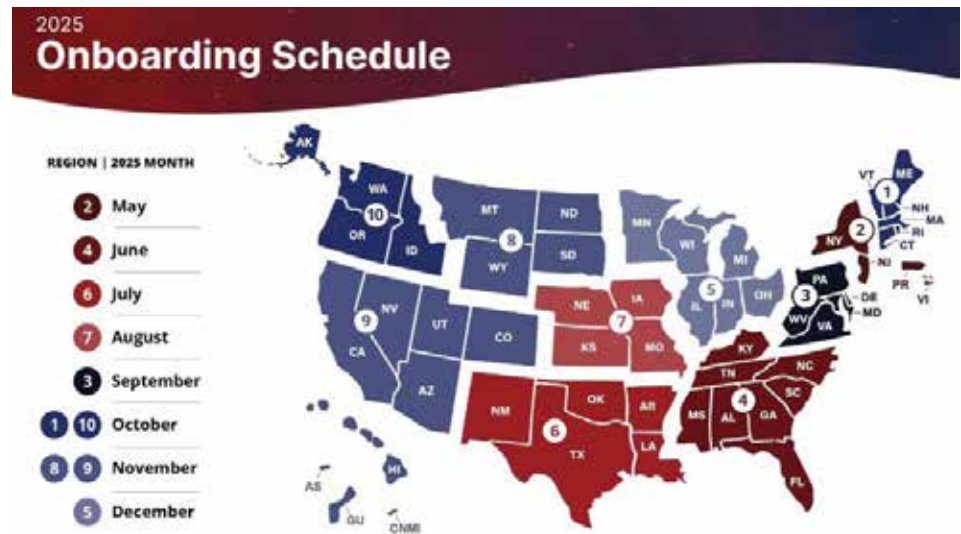 2025
Onboarding Schedule
REGION | 2025 MONTH
2 May
4 June
6 July
7 August
3 September
1 10 October
8 9 November
5 December
AK
WA
10
OR
ID
MT
ND
8
WY
SD
MN
WI
MI
5
IL
IN
OH
VT
ME
1
NH
MA
RI
CT
2
NY
NJ
PR
VI
PA
3
DE
MD
WV
VA
NV
9
UT
CO
CA
AZ
NE
IA
7
KS
MO
KY
TN
NC
SC
4
MS
AL
GA
FL
NM
OK
AR
6
TX
LA
HI
AS
GU
CNMI